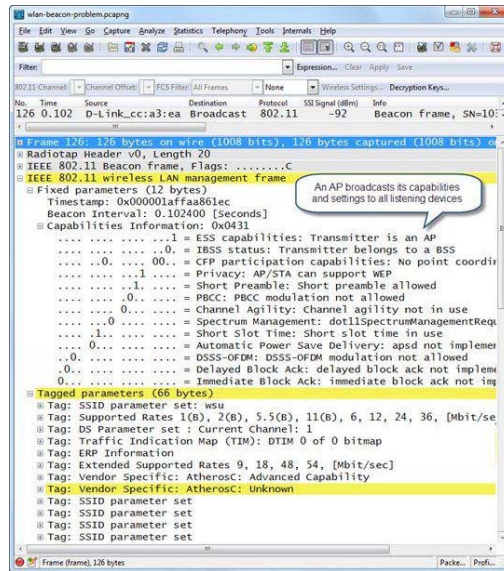 wlan-beacon-problem.pcapng
File Edit View Go Capture Analyze Statistics Telephony Tools Internals Help
Filter: Expression... Clear Apply Save
802.11 Channel: Channel Offset: FCS Filter: All Frames None Wireless Settings... Decryption Keys...
No. Time Source Destination Protocol SSI Signal (dBm) Info
126 0.102 D-Link_cc:a3:ea Broadcast 802.11 -92 Beacon frame, SN=10
Frame 126: 126 bytes on wire (1008 bits), 126 bytes captured (1008 bits) o
Radiotap Header v0, Length 20
IEEE 802.11 Beacon frame, Flags: ........C
IEEE 802.11 wireless LAN management frame
An AP broadcasts its capabilities
and settings to all listening devices
Fixed parameters (12 bytes)
Timestamp: 0x000001affaa861ec
Beacon Interval: 0.102400 [Seconds]
Capabilities Information: 0x0431
.... .... .... ...1 = ESS capabilities: Transmitter is an AP
.... .... .... ..0. = IBSS status: Transmitter belongs to a BSS
.... ..0. .... 00.. = CFP participation capabilities: No point coordin
.... .... ...1 .... = Privacy: AP/STA can support WEP
.... .... ..1. .... = Short Preamble: Short preamble allowed
.... .... .0.. .... = PBCC: PBCC modulation not allowed
.... .... 0... .... = Channel Agility: Channel agility not in use
.... ...0 .... .... = Spectrum Management: dot11SpectrumManagementRequ
.... .1.. .... .... = Short Slot Time: Short slot time in use
.... 0... .... .... = Automatic Power Save Delivery: apsd not implemen
..0. .... .... .... = DSSS-OFDM: DSSS-OFDM modulation not allowed
.0.. .... .... .... = Delayed Block Ack: delayed block ack not impleme
0... .... .... .... = Immediate Block Ack: immediate block ack not imp
Tagged parameters (66 bytes)
Tag: SSID parameter set: wsu
Tag: Supported Rates 1(B), 2(B), 5.5(B), 11(B), 6, 12, 24, 36, [Mbit/se
Tag: DS Parameter set : Current Channel: 1
Tag: Traffic Indication Map (TIM): DTIM 0 of 0 bitmap
Tag: ERP Information
Tag: Extended Supported Rates 9, 18, 48, 54, [Mbit/sec]
Tag: Vendor Specific: AtherosC: Advanced Capability
Tag: Vendor Specific: AtherosC: Unknown
Tag: SSID parameter set
Tag: SSID parameter set
Tag: SSID parameter set
Tag: SSID parameter set
Frame (frame), 126 bytes Packe... Profi...